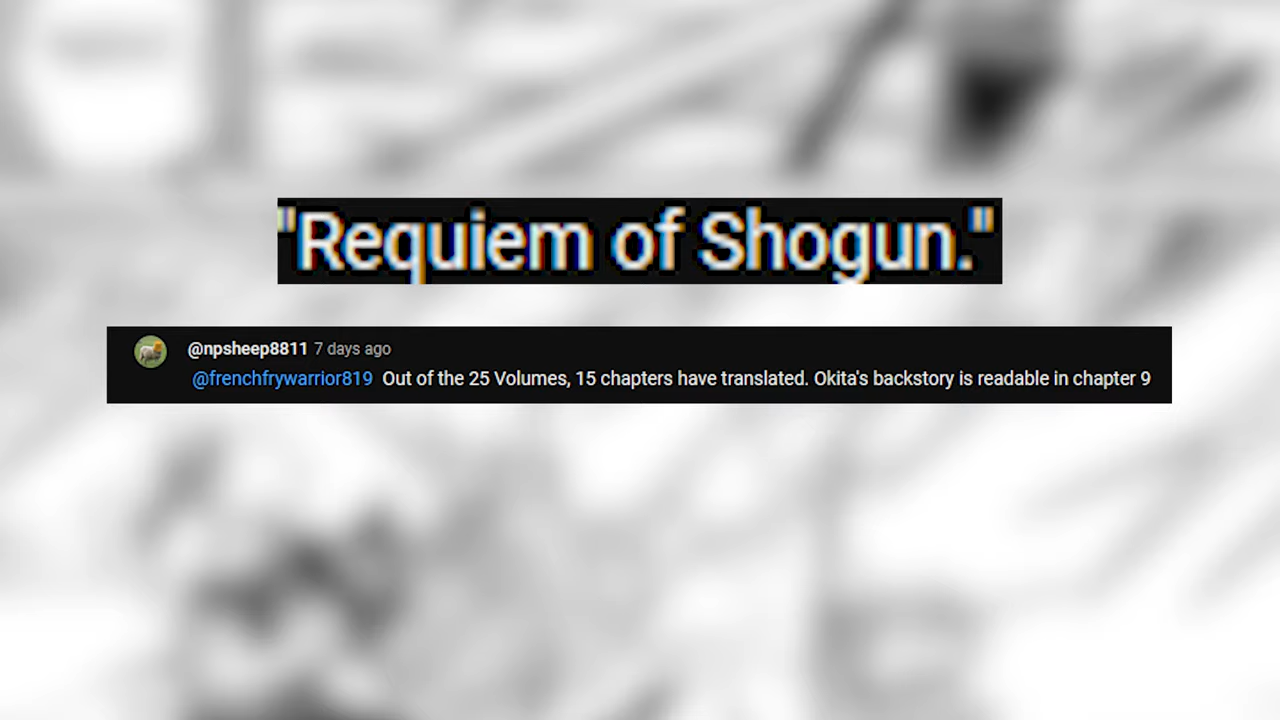 "Requiem of Shogun."
@npsheep8811 7 days ago
@frenchfrywarrior819 Out of the 25 Volumes, 15 chapters have translated. Okita's backstory is readable in chapter 9